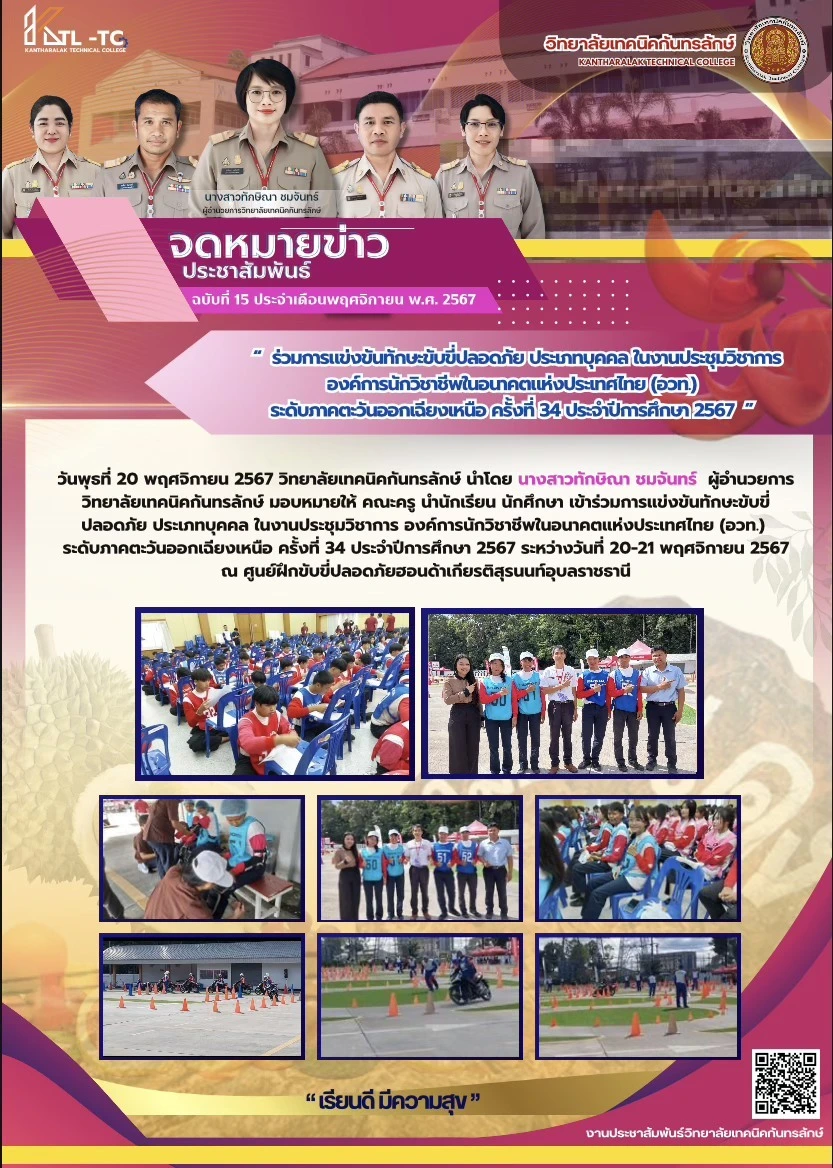 KATL -TC
KANTHARALAK TECHNICAL COLLEGE
วิทยาลัยเทคนิคกันทรลักษ์
KANTHARALAK TECHNICAL COLLEGE
นางสาวทักษิณา ชมจันทร์
ผู้อำนวยการวิทยาลัยเทคนิคกันทรลักษ์
จดหมายข่าว
ประชาสัมพันธ์
ฉบับที่ 15 ประจำเดือนพฤศจิกายน พ.ศ. 2567
“ ร่วมการแข่งขันทักษะขับขี่ปลอดภัย ประเภทบุคคล ในงานประชุมวิชาการ
องค์การนักวิชาชีพในอนาคตแห่งประเทศไทย (อวท.)
ระดับภาคตะวันออกเฉียงเหนือ ครั้งที่ 34 ประจำปีการศึกษา 2567 ”
วันพุธที่ 20 พฤศจิกายน 2567 วิทยาลัยเทคนิคกันทรลักษ์ นำโดย นางสาวทักษิณา ชมจันทร์ ผู้อำนวยการ
วิทยาลัยเทคนิคกันทรลักษ์ มอบหมายให้ คณะครู นำนักเรียน นักศึกษา เข้าร่วมการแข่งขันทักษะขับขี่
ปลอดภัย ประเภทบุคคล ในงานประชุมวิชาการ องค์การนักวิชาชีพในอนาคตแห่งประเทศไทย (อวท.)
ระดับภาคตะวันออกเฉียงเหนือ ครั้งที่ 34 ประจำปีการศึกษา 2567 ระหว่างวันที่ 20-21 พฤศจิกายน 2567
ณ ศูนย์ฝึกขับขี่ปลอดภัยฮอนด้าเกียรติสุรนนท์อุบลราชธานี
50 51 52
“ เรียนดี มีความสุข ”
งานประชาสัมพันธ์วิทยาลัยเทคนิคกันทรลักษ์